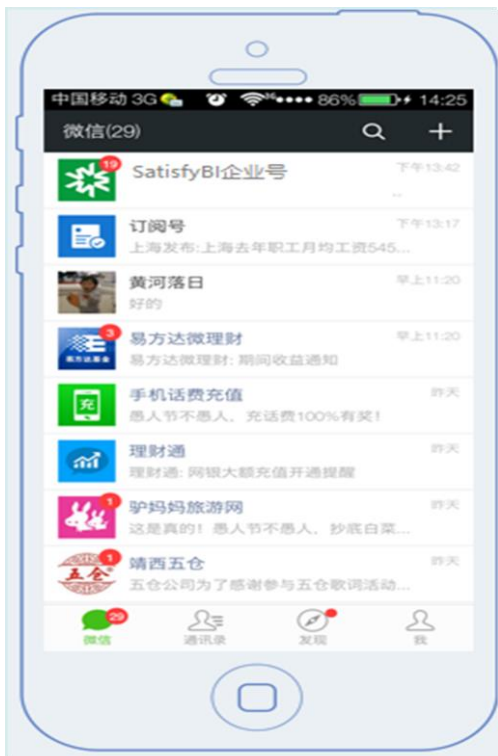 中国移动 3G 86% 14:25
微信(29)
19
SatisfyBI企业号 下午13:42
..
订阅号 下午13:17
上海发布:上海去年职工月均工资545...
黄河落日 早上11:20
好的
3
易方达微理财 早上11:20
易方达基金
易方达微理财: 期间收益通知
充
手机话费充值 昨天
愚人节不愚人，充话费100%有奖!
理财通 昨天
理财通: 网银大额充值开通提醒
1
驴妈妈旅游网 昨天
这是真的！愚人节不愚人，抄底白菜...
1
五仓
靖西五仓 昨天
五仓公司为了感谢参与五仓歌词活动...
29
微信 通讯录 发现 我